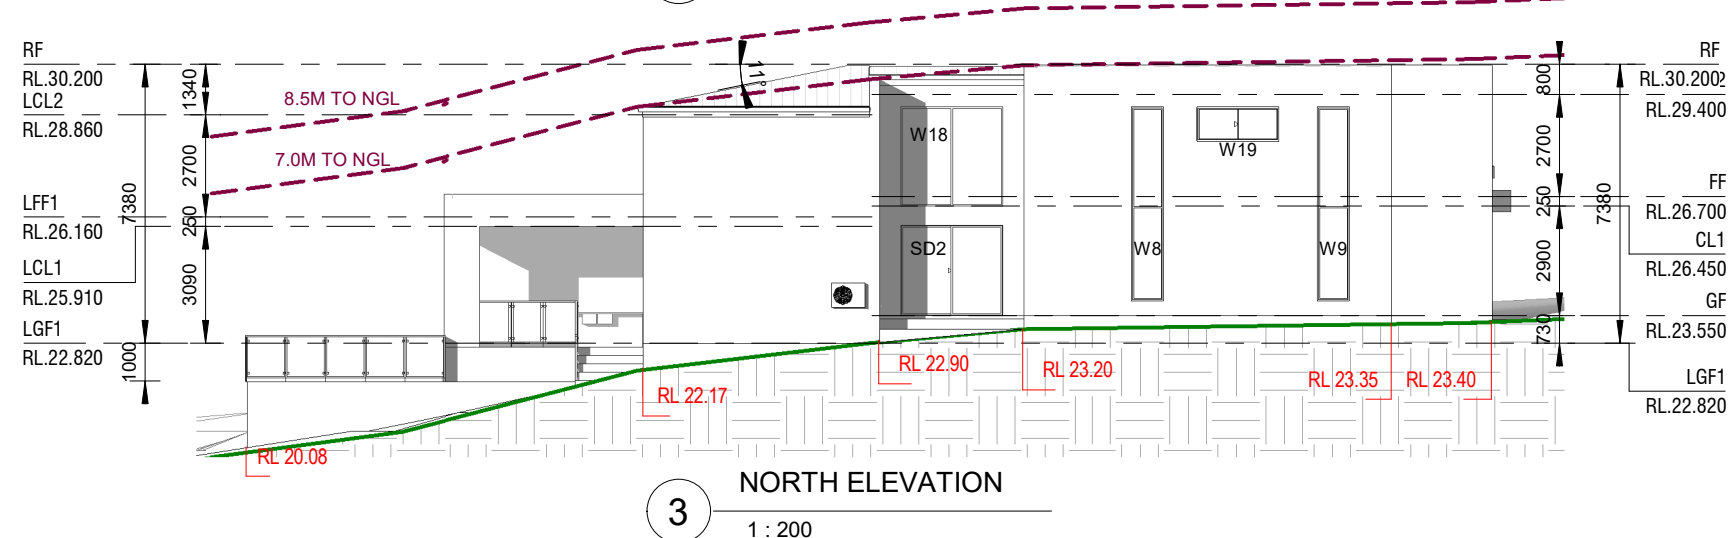 RF
RL.30.200
LCL2
RL.28.860
LFF1
RL.26.160
LCL1
RL.25.910
LGF1
RL.22.820
7380
1340
2700
250
3090
1000
8.5M TO NGL
7.0M TO NGL
11°
W18
SD2
W8
W19
W9
RL 20.08
RL 22.17
RL 22.90
RL 23.20
RL 23.35
RL 23.40
800
2700
250
2900
730
7380
RF
RL.30.200
RL.29.400
FF
RL.26.700
CL1
RL.26.450
GF
RL.23.550
LGF1
RL.22.820
3
NORTH ELEVATION
1 : 200